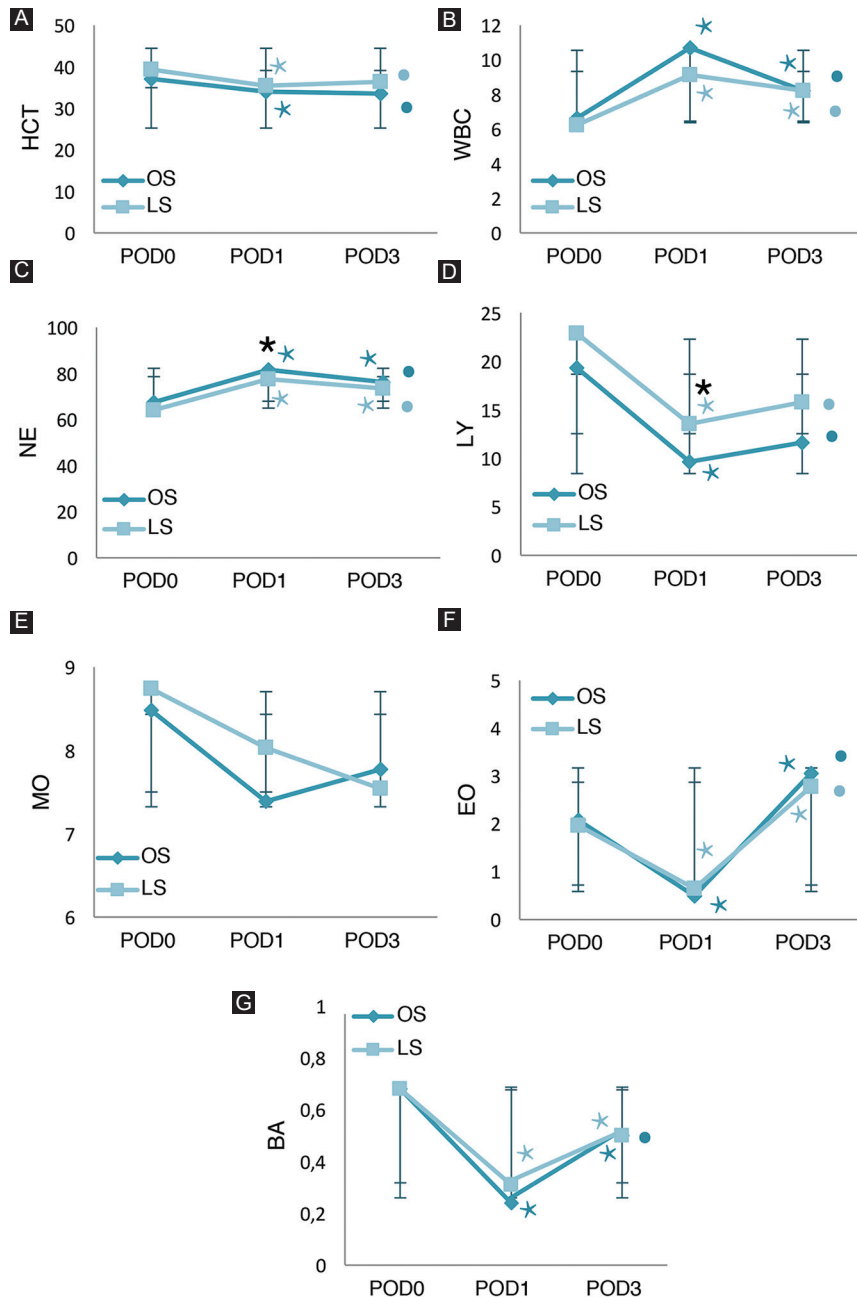 A
50
40
30
20
10
0
HCT
OS
LS
POD0 POD1 POD3
B
12
10
8
6
4
2
0
WBC
OS
LS
POD0 POD1 POD3
C
100
80
60
40
20
0
NE
*
OS
LS
POD0 POD1 POD3
D
25
20
15
10
5
0
LY
*
OS
LS
POD0 POD1 POD3
E
9
8
7
6
MO
OS
LS
POD0 POD1 POD3
F
5
4
3
2
1
0
EO
OS
LS
POD0 POD1 POD3
G
1
0,8
0,6
0,4
0,2
0
BA
OS
LS
POD0 POD1 POD3